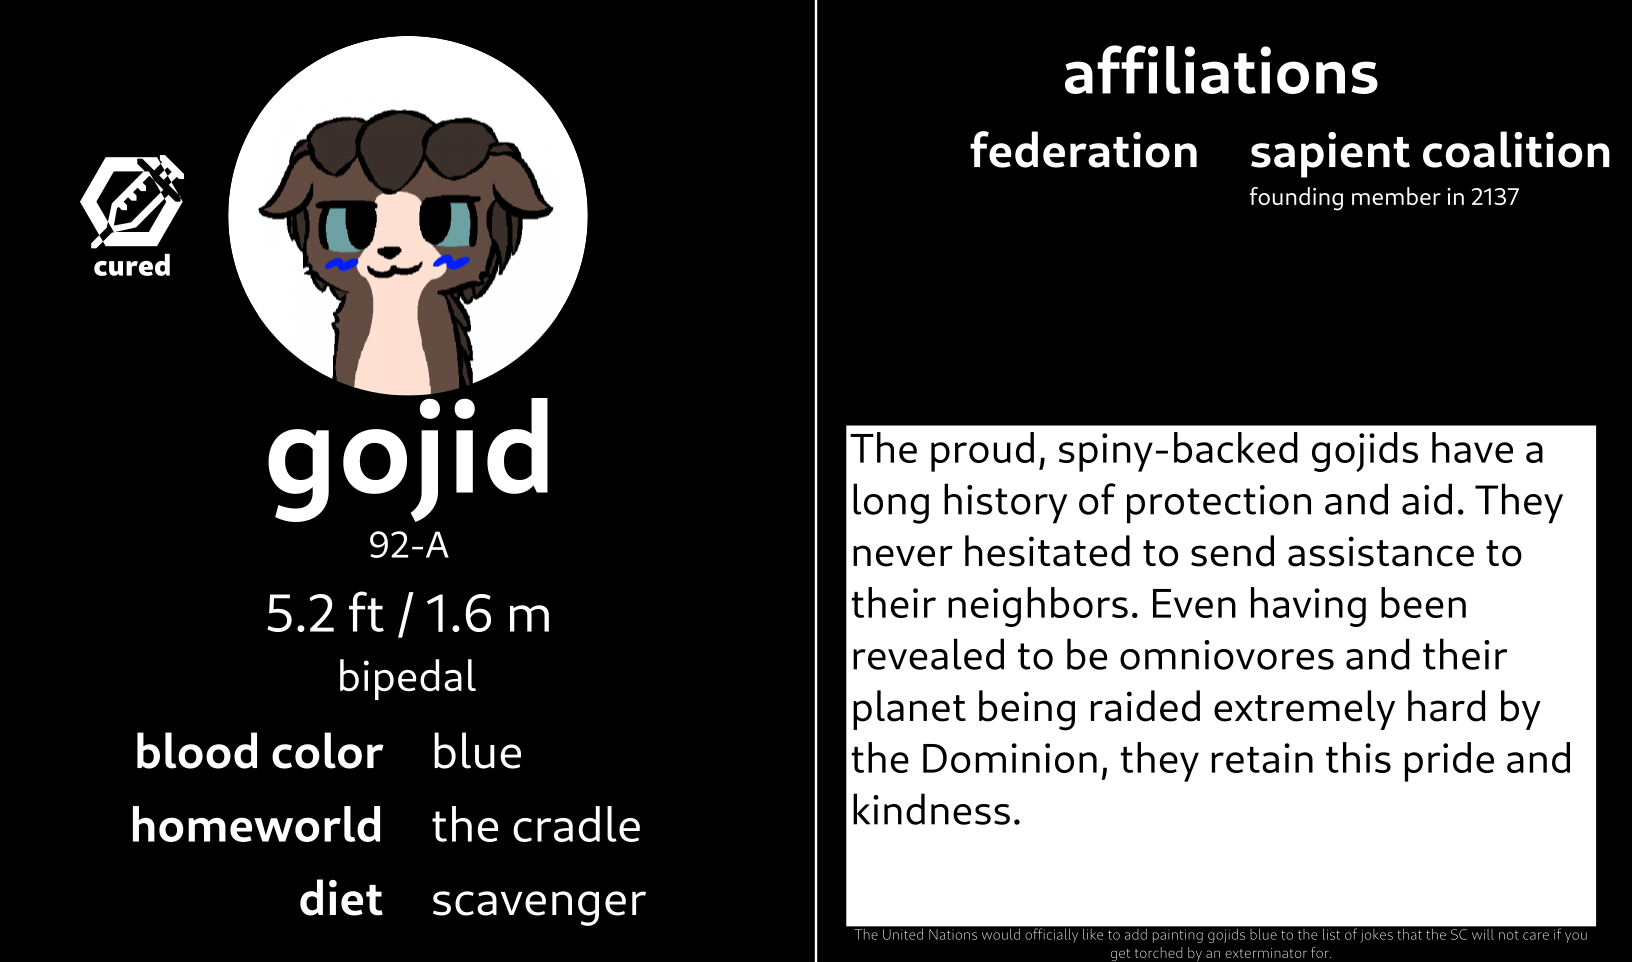 cured
gojid
92-A
5.2 ft / 1.6 m
bipedal
blood color blue
homeworld the cradle
diet scavenger
affiliations
federation sapient coalition
founding member in 2137
The proud, spiny-backed gojids have a
long history of protection and aid. They
never hesitated to send assistance to
their neighbors. Even having been
revealed to be omniovores and their
planet being raided extremely hard by
the Dominion, they retain this pride and
kindness.
The United Nations would officially like to add painting gojids blue to the list of jokes that the SC will not care if you
get torched by an exterminator for.